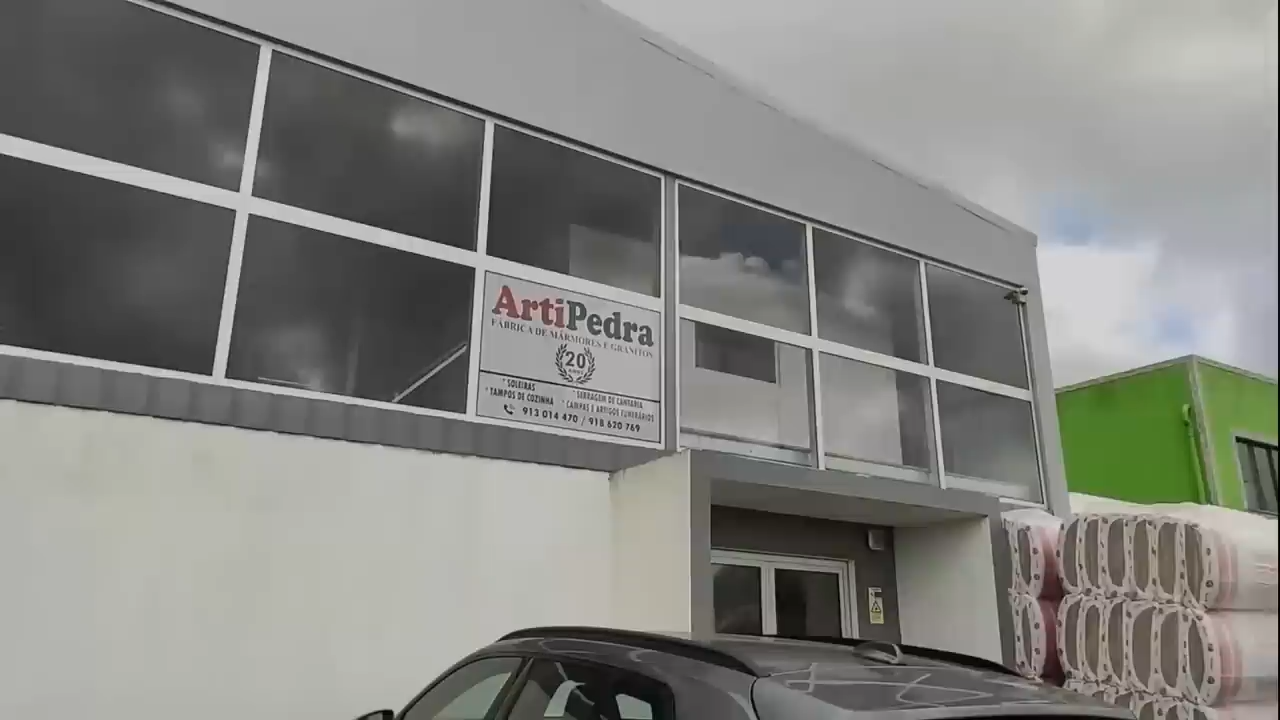 ArtiPedra
FÁBRICA DE MÁRMORES E GRANITOS
20
ANOS
* SOLEIRAS
* TAMPOS DE COZINHA
* SERRAGEM DE CANTARIA
* CAMPAS E ARTIGOS FUNERÁRIOS
913 014 470 / 918 620 769